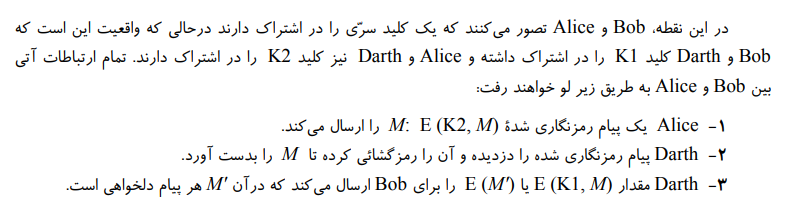 در این نقطه، Bob و Alice تصور می‌کنند که یک کلید سرّی را در اشتراک دارند درحالی که واقعیت این است که
Bob و Darth کلید K1 را در اشتراک داشته و Alice و Darth نیز کلید K2 را در اشتراک دارند. تمام ارتباطات آتی
بین Bob و Alice به طریق زیر لو خواهند رفت:
۱- Alice یک پیام رمزنگاری شدهٔ M: E (K2, M) را ارسال می‌کند.
۲- Darth پیام رمزنگاری شده را دزدیده و آن را رمزگشائی کرده تا M را بدست آورد.
۳- Darth مقدار E (K1, M) یا E (M′) را برای Bob ارسال می‌کند که درآن M′ هر پیام دلخواهی است.